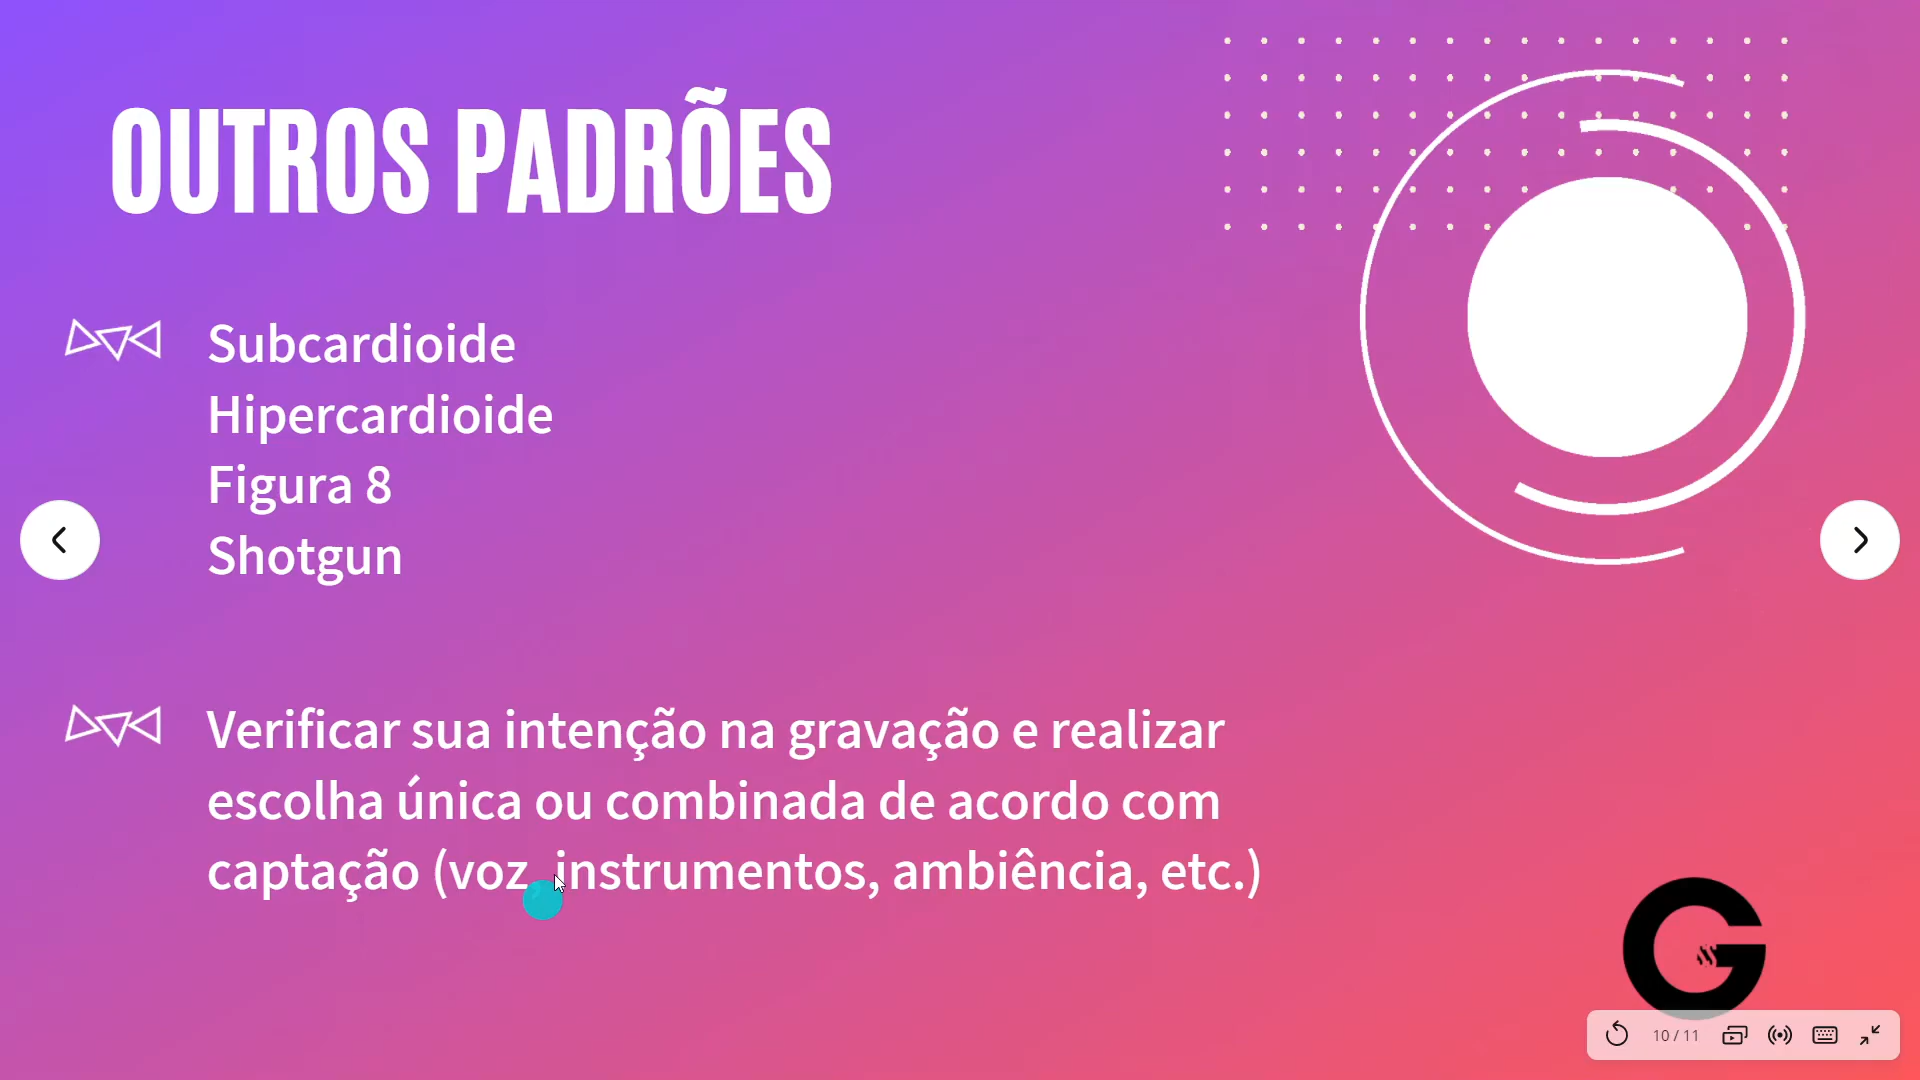 OUTROS PADRÕES
Subcardioide
Hipercardioide
Figura 8
Shotgun
Verificar sua intenção na gravação e realizar
escolha única ou combinada de acordo com
captação (voz, instrumentos, ambiência, etc.)
G
10 / 11